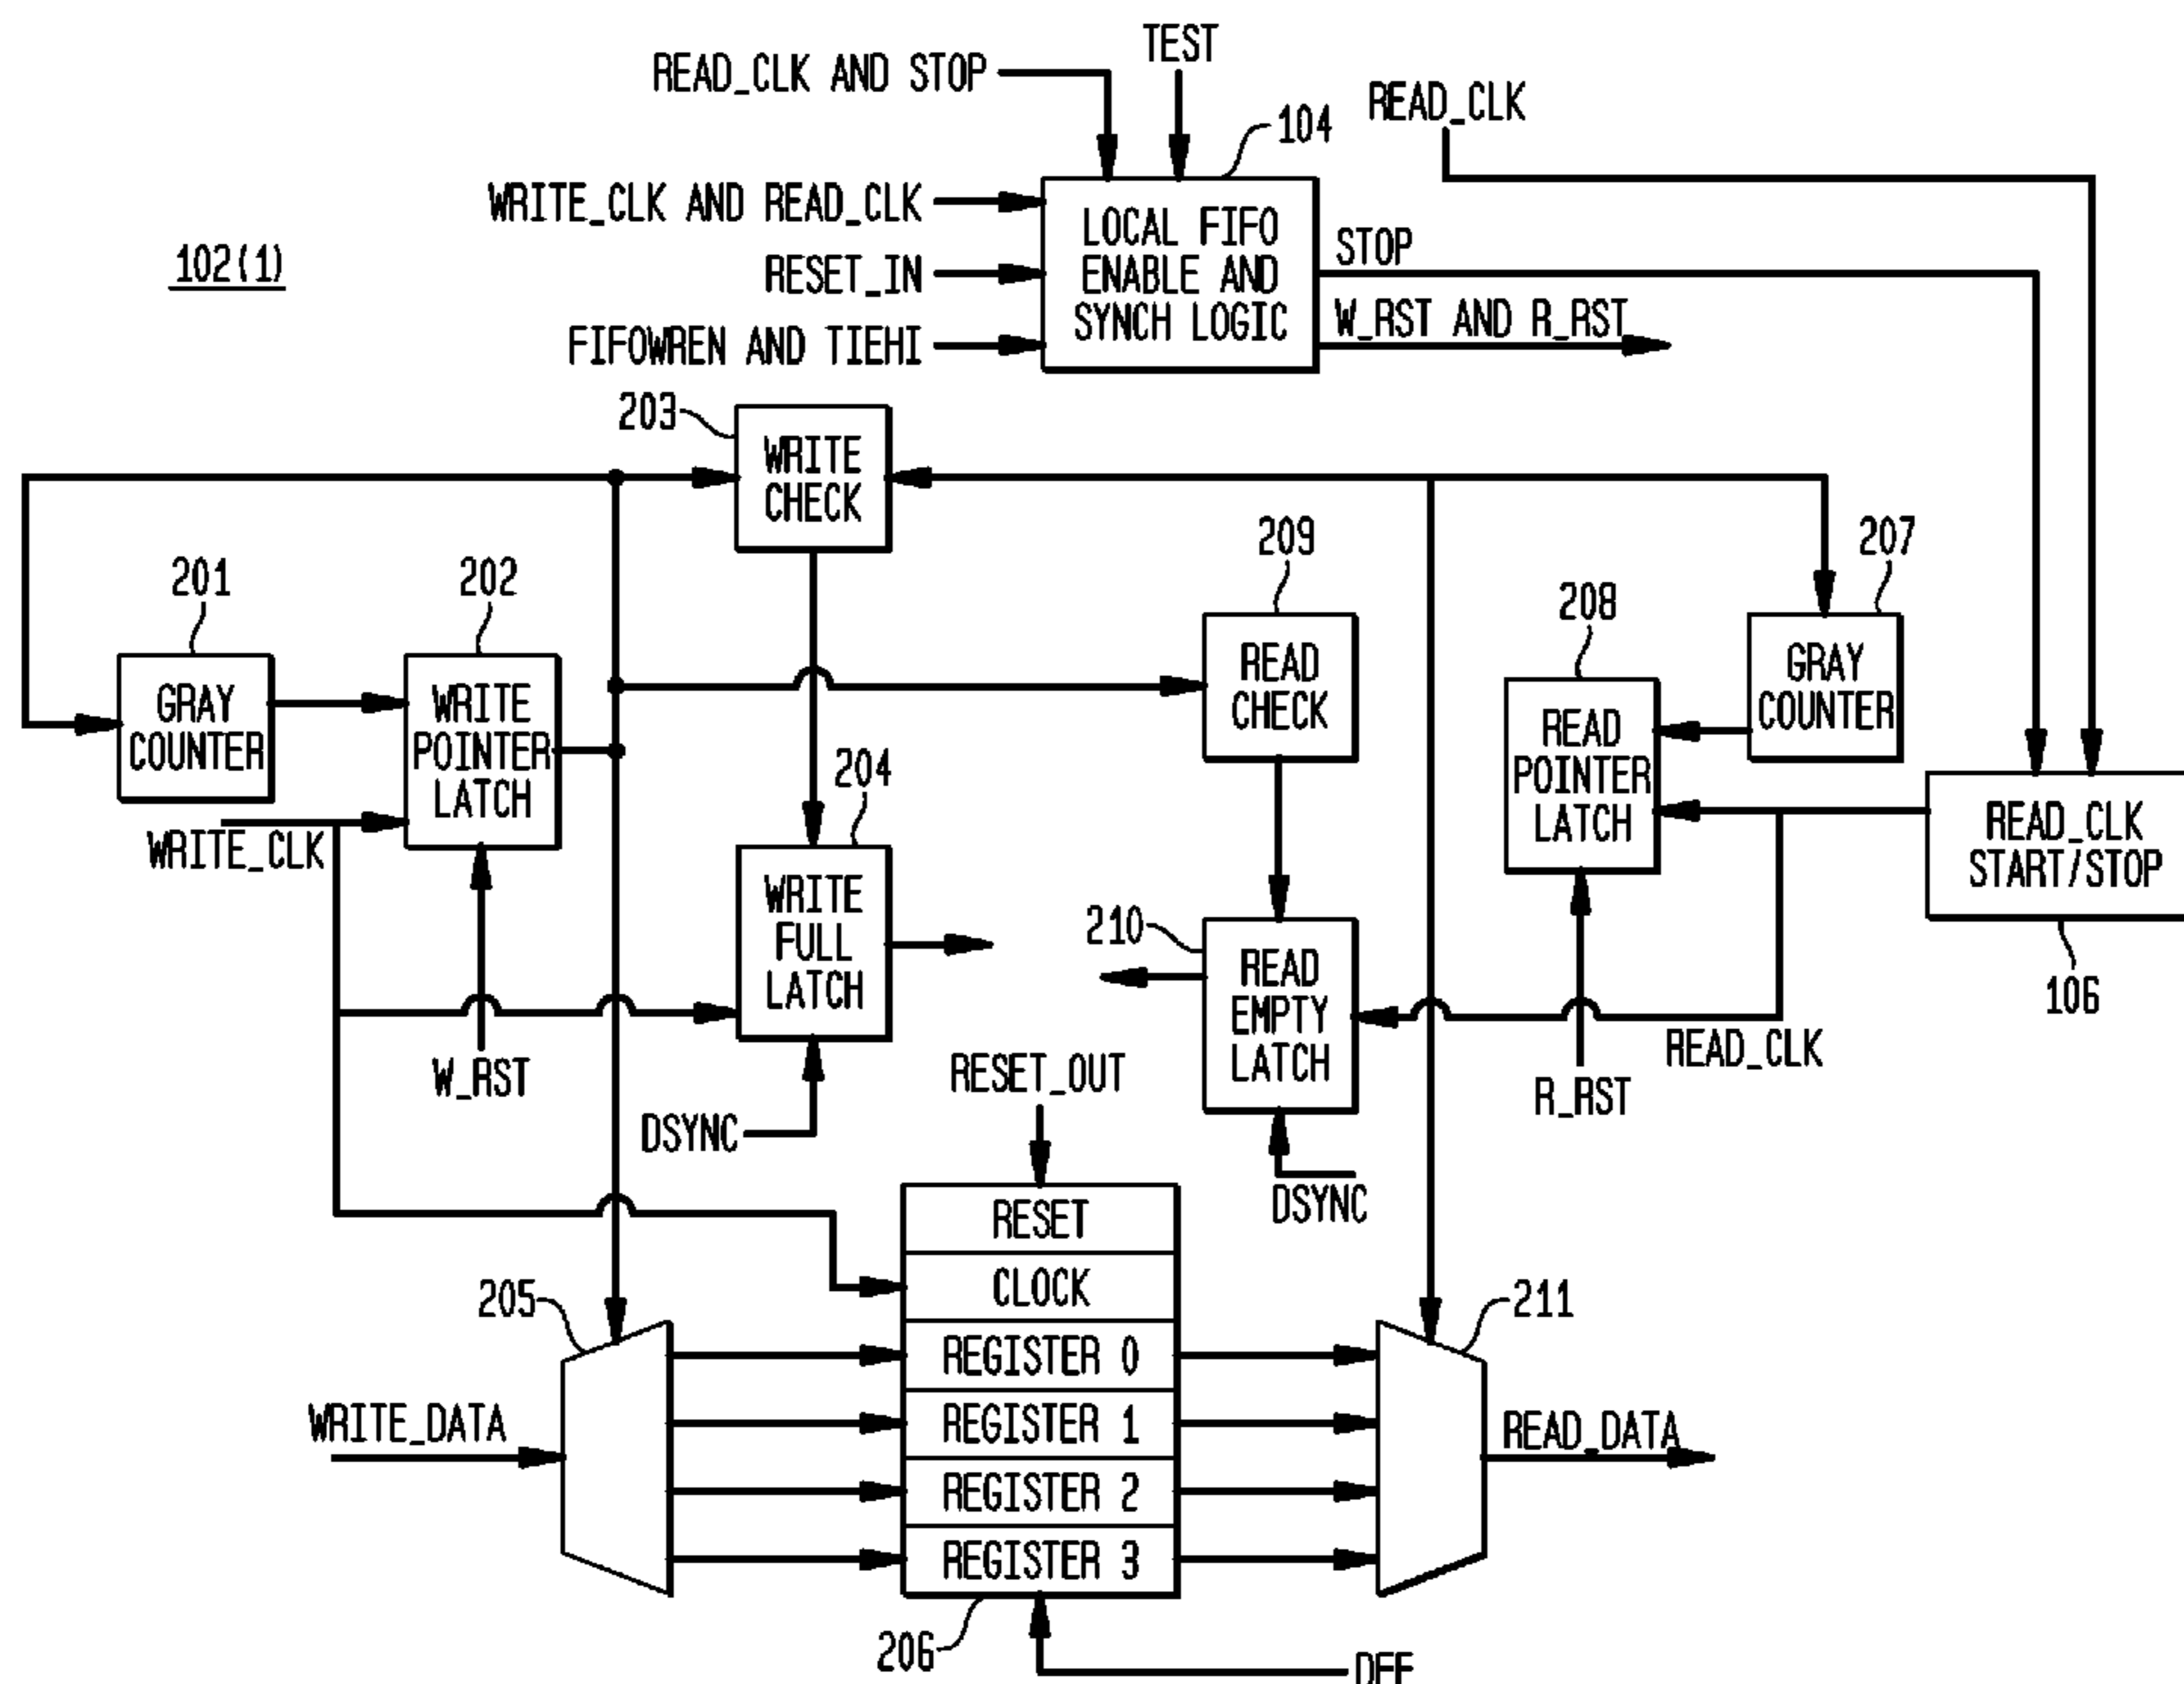 TEST
READ_CLK AND STOP
READ_CLK
104
WRITE_CLK AND READ_CLK
LOCAL FIFO
ENABLE AND
SYNCH LOGIC
102(1)
RESET_IN
STOP
FIFOWREN AND TIEHI
W_RST AND R_RST
203
WRITE
CHECK
201
202
209
208
207
GRAY
COUNTER
WRITE
POINTER
LATCH
READ
CHECK
READ
POINTER
LATCH
GRAY
COUNTER
WRITE_CLK
204
READ_CLK
START/STOP
WRITE
FULL
LATCH
210
READ
EMPTY
LATCH
106
W_RST
RESET_OUT
READ_CLK
R_RST
DSYNC
DSYNC
RESET
CLOCK
205
211
REGISTER 0
WRITE_DATA
REGISTER 1
READ_DATA
REGISTER 2
REGISTER 3
206